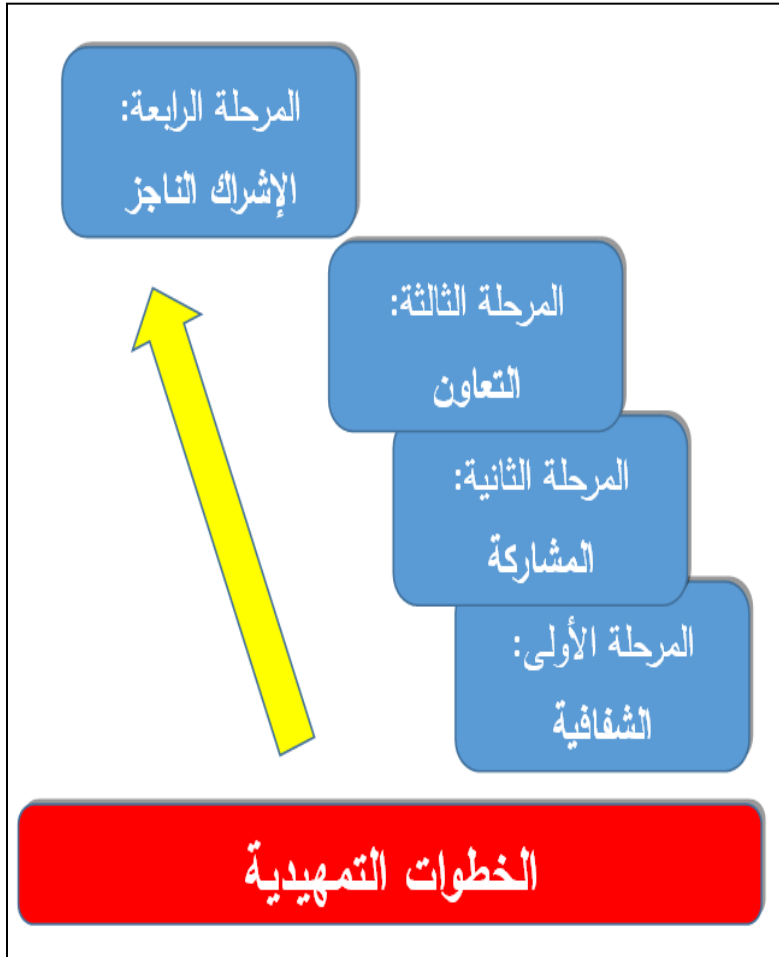 المرحلة الرابعة:
الإشراك الناجز
المرحلة الثالثة:
التعاون
المرحلة الثانية:
المشاركة
المرحلة الأولى:
الشفافية
الخطوات التمهيدية